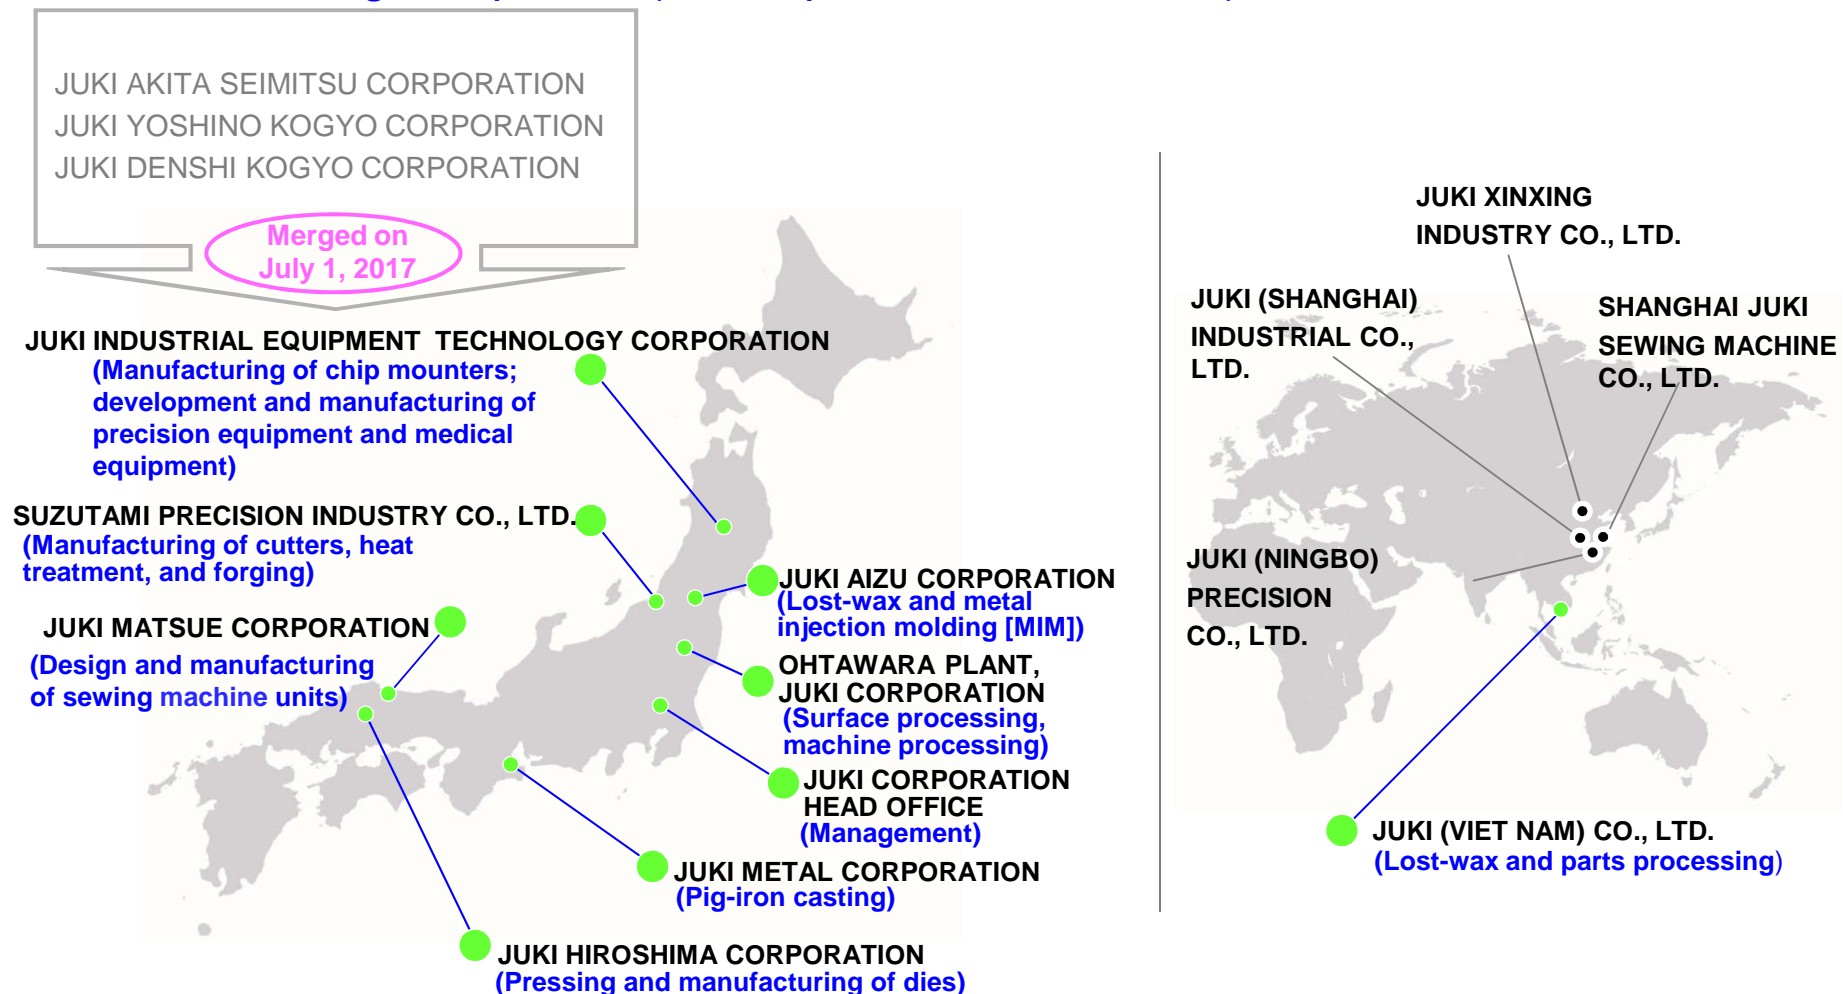 JUKI AKITA SEIMITSU CORPORATION
JUKI YOSHINO KOGYO CORPORATION
JUKI DENSHI KOGYO CORPORATION
Merged on
July 1, 2017
JUKI INDUSTRIAL EQUIPMENT TECHNOLOGY CORPORATION
(Manufacturing of chip mounters;
development and manufacturing of
precision equipment and medical
equipment)
SUZUTAMI PRECISION INDUSTRY CO., LTD.
(Manufacturing of cutters, heat
treatment, and forging)
JUKI MATSUE CORPORATION
(Design and manufacturing
of sewing machine units)
JUKI AIZU CORPORATION
(Lost-wax and metal
injection molding [MIM])
OHTAWARA PLANT,
JUKI CORPORATION
(Surface processing,
machine processing)
JUKI CORPORATION
HEAD OFFICE
(Management)
JUKI METAL CORPORATION
(Pig-iron casting)
JUKI HIROSHIMA CORPORATION
(Pressing and manufacturing of dies)
JUKI XINXING
INDUSTRY CO., LTD.
JUKI (SHANGHAI)
INDUSTRIAL CO.,
LTD.
SHANGHAI JUKI
SEWING MACHINE
CO., LTD.
JUKI (NINGBO)
PRECISION
CO., LTD.
JUKI (VIET NAM) CO., LTD.
(Lost-wax and parts processing)